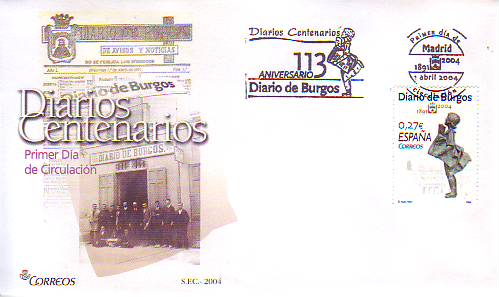 DIARIO DE BURGOS
DE AVISOS Y NOTICIAS
Diario de Burgos
Diarios
Centenarios
Primer Día
de Circulación
DIARIO DE BURGOS.
CORREOS
S.F.C.- 2004
Diarios Centenarios
113
ANIVERSARIO
Diario de Burgos
Primer día de
Madrid
1891 2004
1 abril 2004
Circulación
Diario de Burgos
1891 2004
0,27€
ESPAÑA
CORREOS